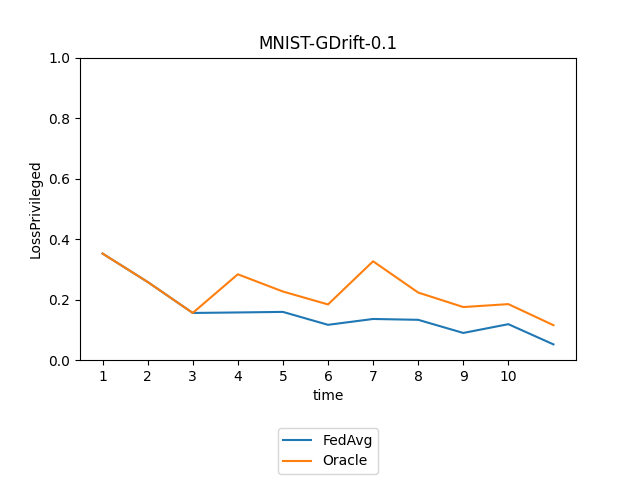 MNIST-GDrift-0.1
1.0
0.8
0.6
0.4
0.2
0.0
LossPrivileged
1 2 3 4 5 6 7 8 9 10
time
FedAvg
Oracle